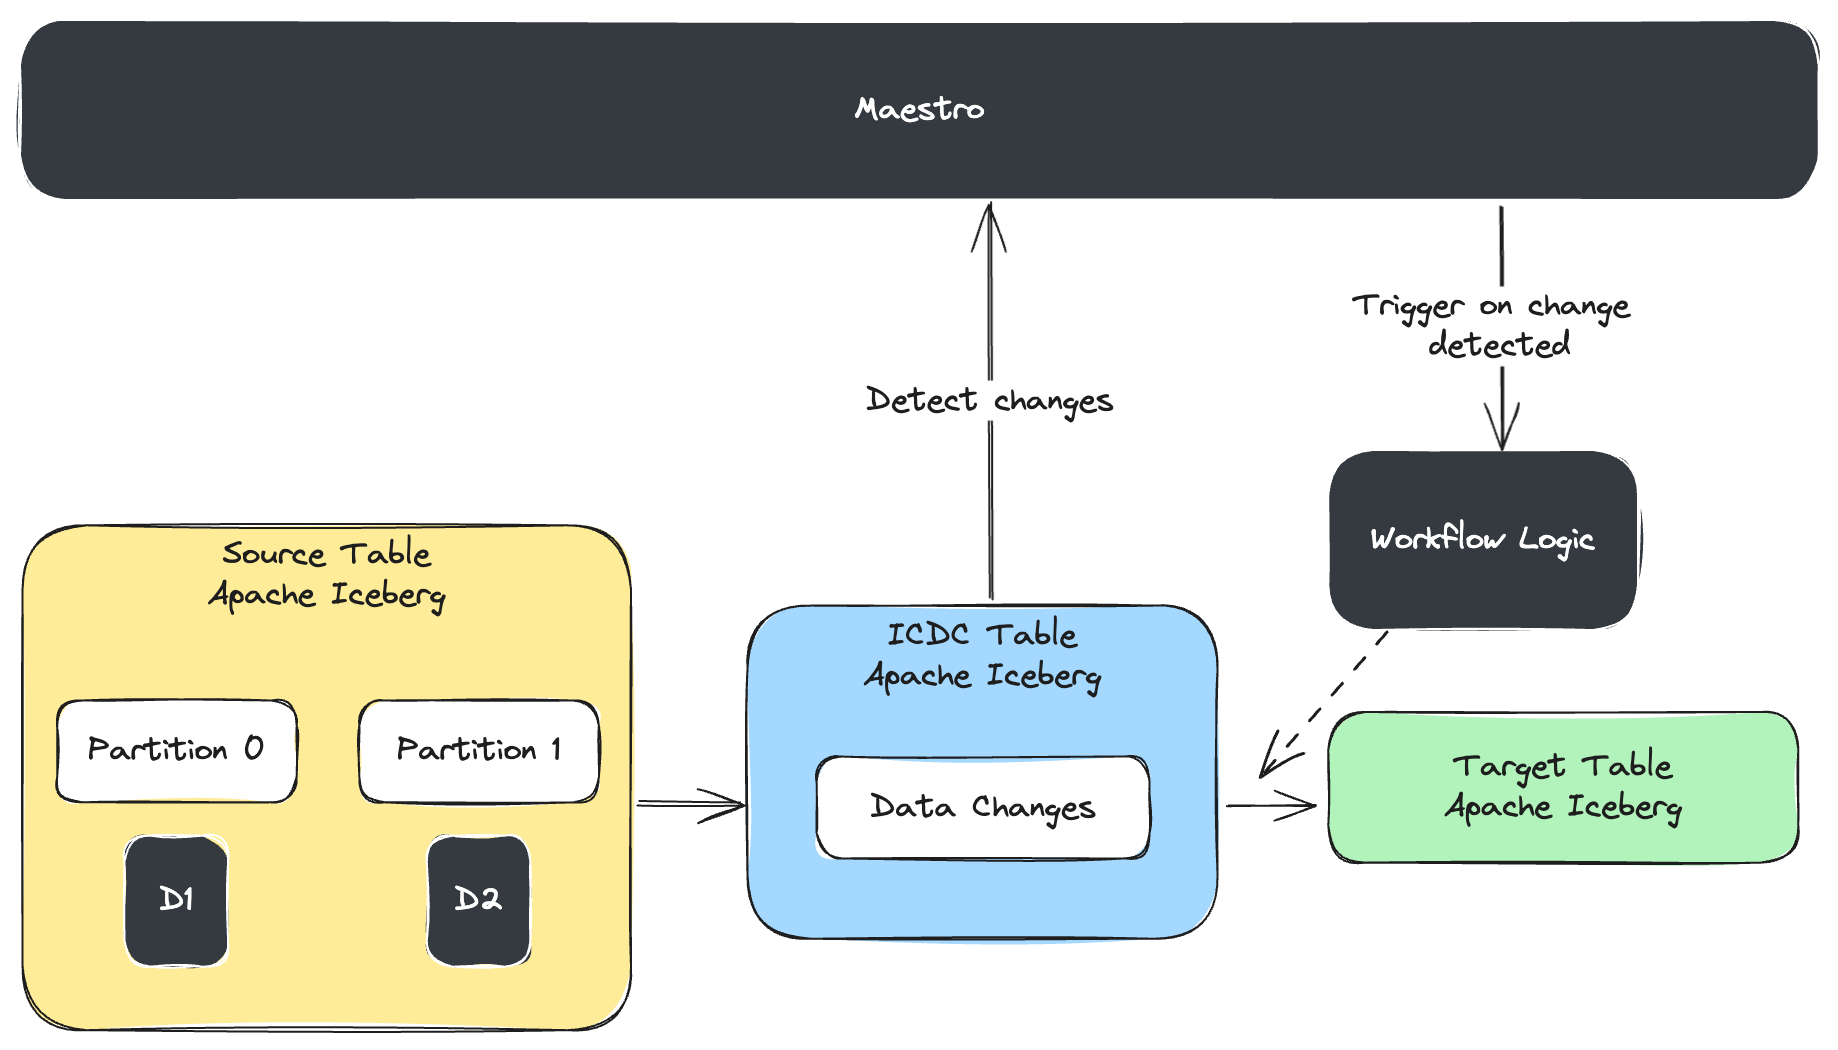 Maestro
Trigger on change
detected
Detect changes
Workflow Logic
Source Table
Apache Iceberg
Partition 0
Partition 1
D1
D2
ICDC Table
Apache Iceberg
Data Changes
Target Table
Apache Iceberg